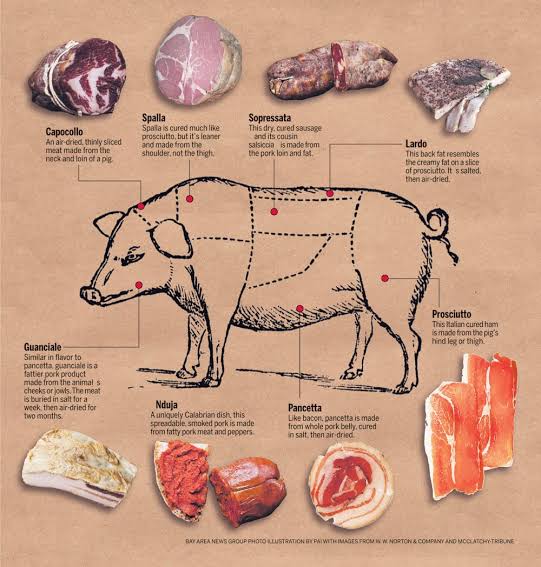 Capocollo
An air-dried, thinly sliced
meat made from the
neck and loin of a pig.
Spalla
Spalla is cured much like
prosciutto, but it's leaner
and made from the
shoulder, not the thigh.
Sopressata
This dry, cured sausage
and its cousin
salsiccia is made from
the pork loin and fat.
Lardo
This back fat resembles
the creamy fat on a slice
of prosciutto. It s salted,
then air-dried.
Prosciutto
This Italian cured ham
is made from the pig's
hind leg or thigh.
Guanciale
Similar in flavor to
pancetta, guanciale is a
fattier pork product
made from the animal s
cheeks or jowls. The meat
is buried in salt for a
week, then air-dried for
two months.
Nduja
A uniquely Calabrian dish, this
spreadable, smoked pork is made
from fatty pork meat and peppers.
Pancetta
Like bacon, pancetta is made
from whole pork belly, cured
in salt, then air-dried.
BAY AREA NEWS GROUP PHOTO ILLUSTRATION BY PAI WITH IMAGES FROM W. W. NORTON & COMPANY AND MCCLATCHY-TRIBUNE